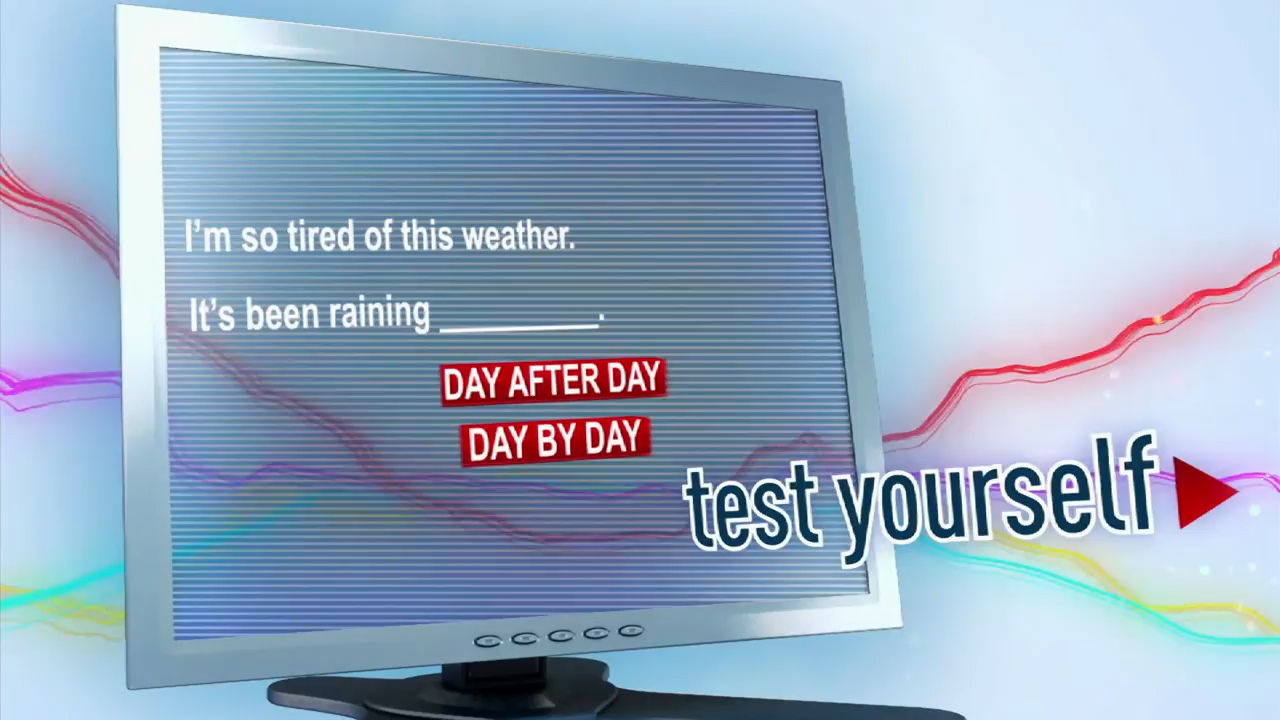 I'm so tired of this weather.
It's been raining ________.
DAY AFTER DAY
DAY BY DAY
test yourself